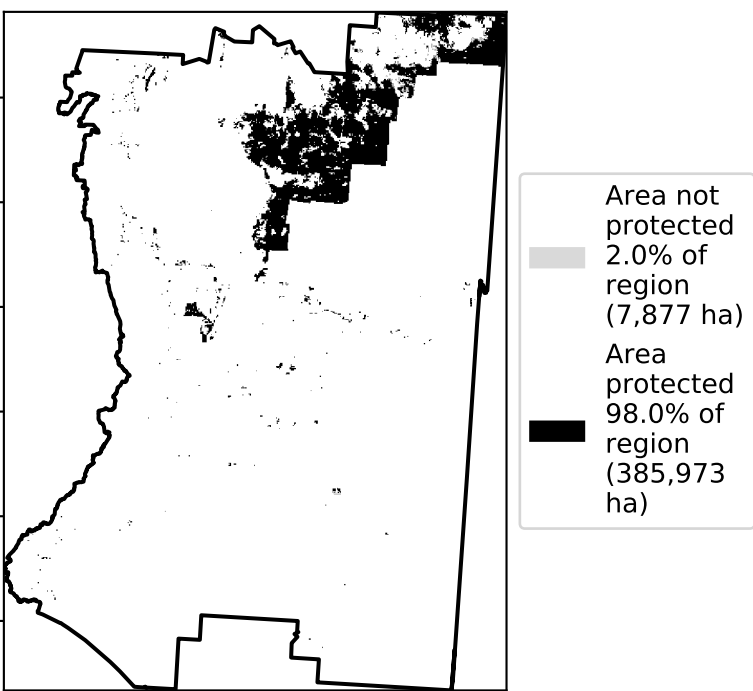 Area not
protected
2.0% of
region
(7,877 ha)
Area
protected
98.0% of
region
(385,973
ha)